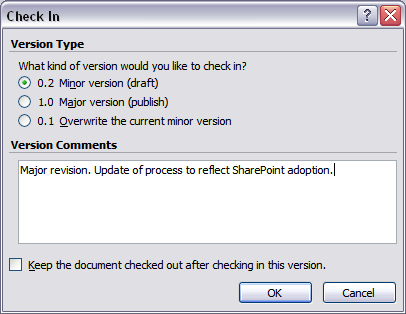 Check In
Version Type
What kind of version would you like to check in?
0.2 Minor version (draft)
1.0 Major version (publish)
0.1 Overwrite the current minor version
Version Comments
Major revision. Update of process to reflect SharePoint adoption.
Keep the document checked out after checking in this version.
OK Cancel